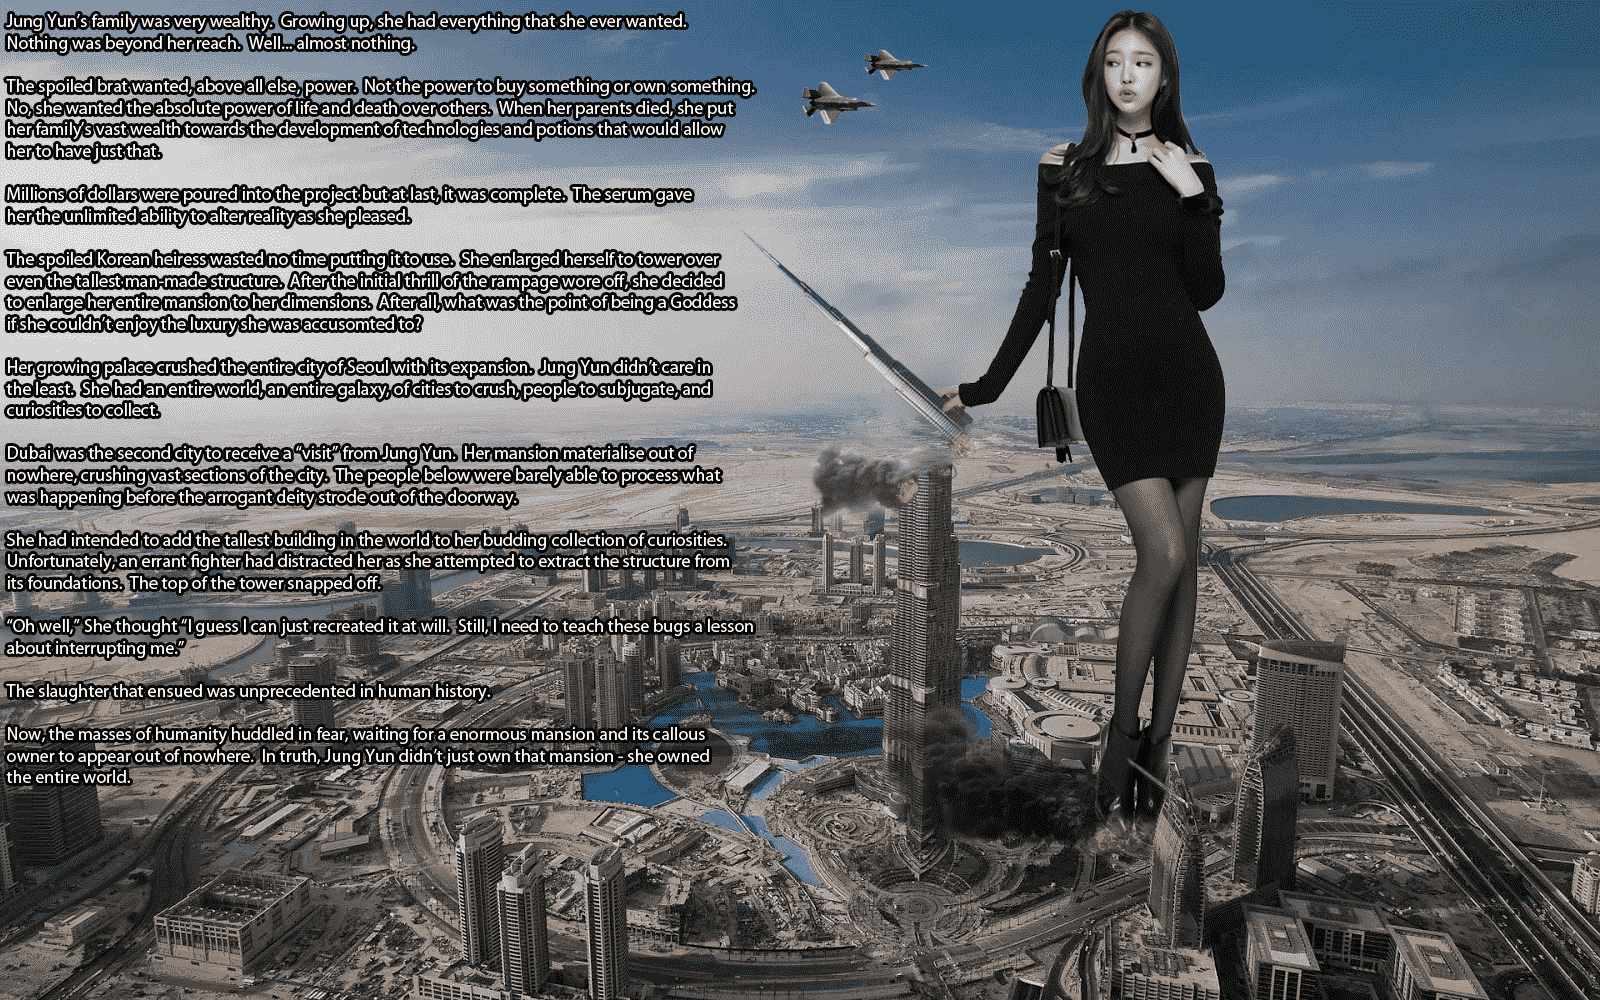 Jung Yun's family was very wealthy.  Growing up, she had everything that she ever wanted.
Nothing was beyond her reach.  Well... almost nothing.
The spoiled brat wanted, above all else, power.  Not the power to buy something or own something.
No, she wanted the absolute power of life and death over others.  When her parents died, she put
her family's vast wealth towards the development of technologies and potions that would allow
her to have just that.
Millions of dollars were poured into the project but at last, it was complete.  The serum gave
her the unlimited ability to alter reality as she pleased.
The spoiled Korean heiress wasted no time putting it to use.  She enlarged herself to tower over
even the tallest man-made structure.  After the initial thrill of the rampage wore off, she decided
to enlarge her entire mansion to her dimensions.  After all, what was the point of being a Goddess
if she couldn't enjoy the luxury she was accusomted to?
Her growing palace crushed the entire city of Seoul with its expansion.  Jung Yun didn't care in
the least.  She had an entire world, an entire galaxy, of cities to crush, people to subjugate, and
curiosities to collect.
Dubai was the second city to receive a "visit" from Jung Yun.  Her mansion materialise out of
nowhere, crushing vast sections of the city.  The people below were barely able to process what
was happening before the arrogant deity strode out of the doorway.
She had intended to add the tallest building in the world to her budding collection of curiosities.
Unfortunately, an errant fighter had distracted her as she attempted to extract the structure from
its foundations.  The top of the tower snapped off.
"Oh well," She thought "I guess I can just recreated it at will.  Still, I need to teach these bugs a lesson
about interrupting me."
The slaughter that ensued was unprecedented in human history.
Now, the masses of humanity huddled in fear, waiting for a enormous mansion and its callous
owner to appear out of nowhere.  In truth, Jung Yun didn't just own that mansion - she owned
the entire world.